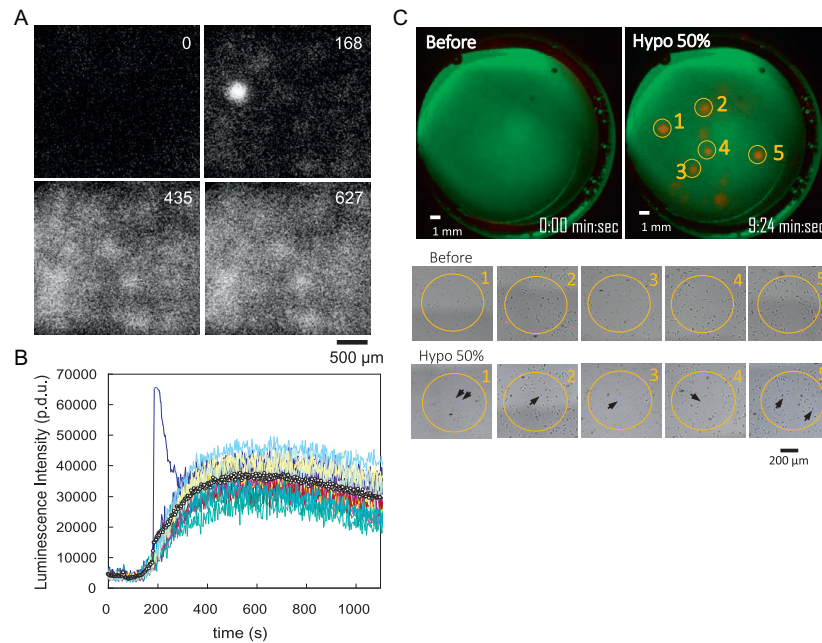 A
0
168
435
627
500 µm
B
Luminescence Intensity (p.d.u.)
70000
60000
50000
40000
30000
20000
10000
0
0
200
400
600
800
1000
time (s)
C
Before
1 mm
0:00 min:sec
Hypo 50%
1
2
3
4
5
1 mm
9:24 min:sec
Before
1
2
3
4
5
Hypo 50%
1
2
3
4
5
200 µm